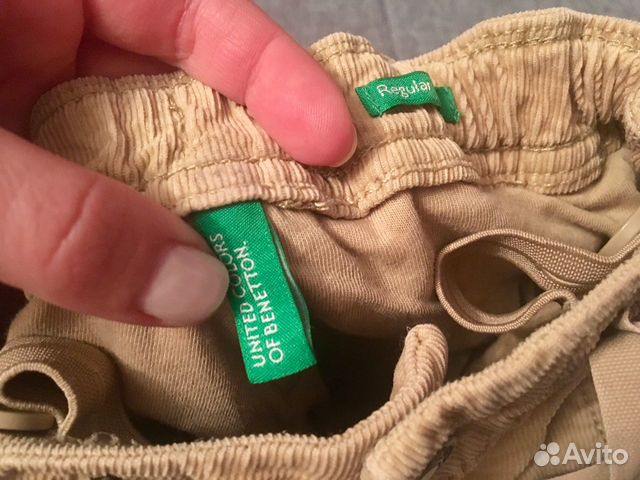 Regular
UNITED COLORS
OF BENETTON.
Avito